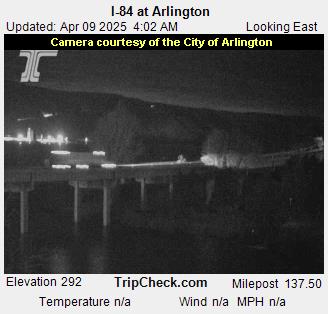 I-84 at Arlington
Updated: Apr 09 2025 4:02 AM Looking East
Camera courtesy of the City of Arlington
Elevation 292 TripCheck.com Milepost 137.50
Temperature n/a Wind n/a MPH n/a